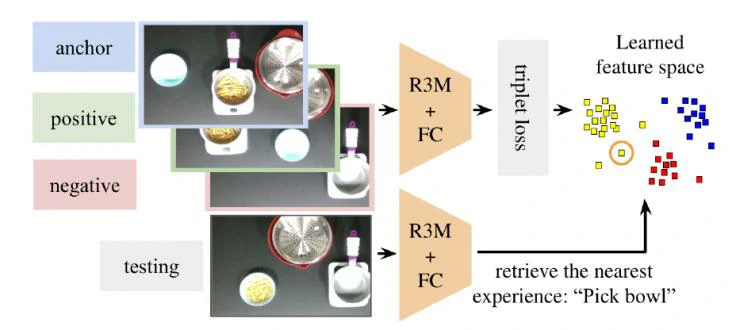 anchor
positive
negative
testing
R3M
+
FC
triplet loss
Learned
feature space
R3M
+
FC
retrieve the nearest
experience: “Pick bowl”